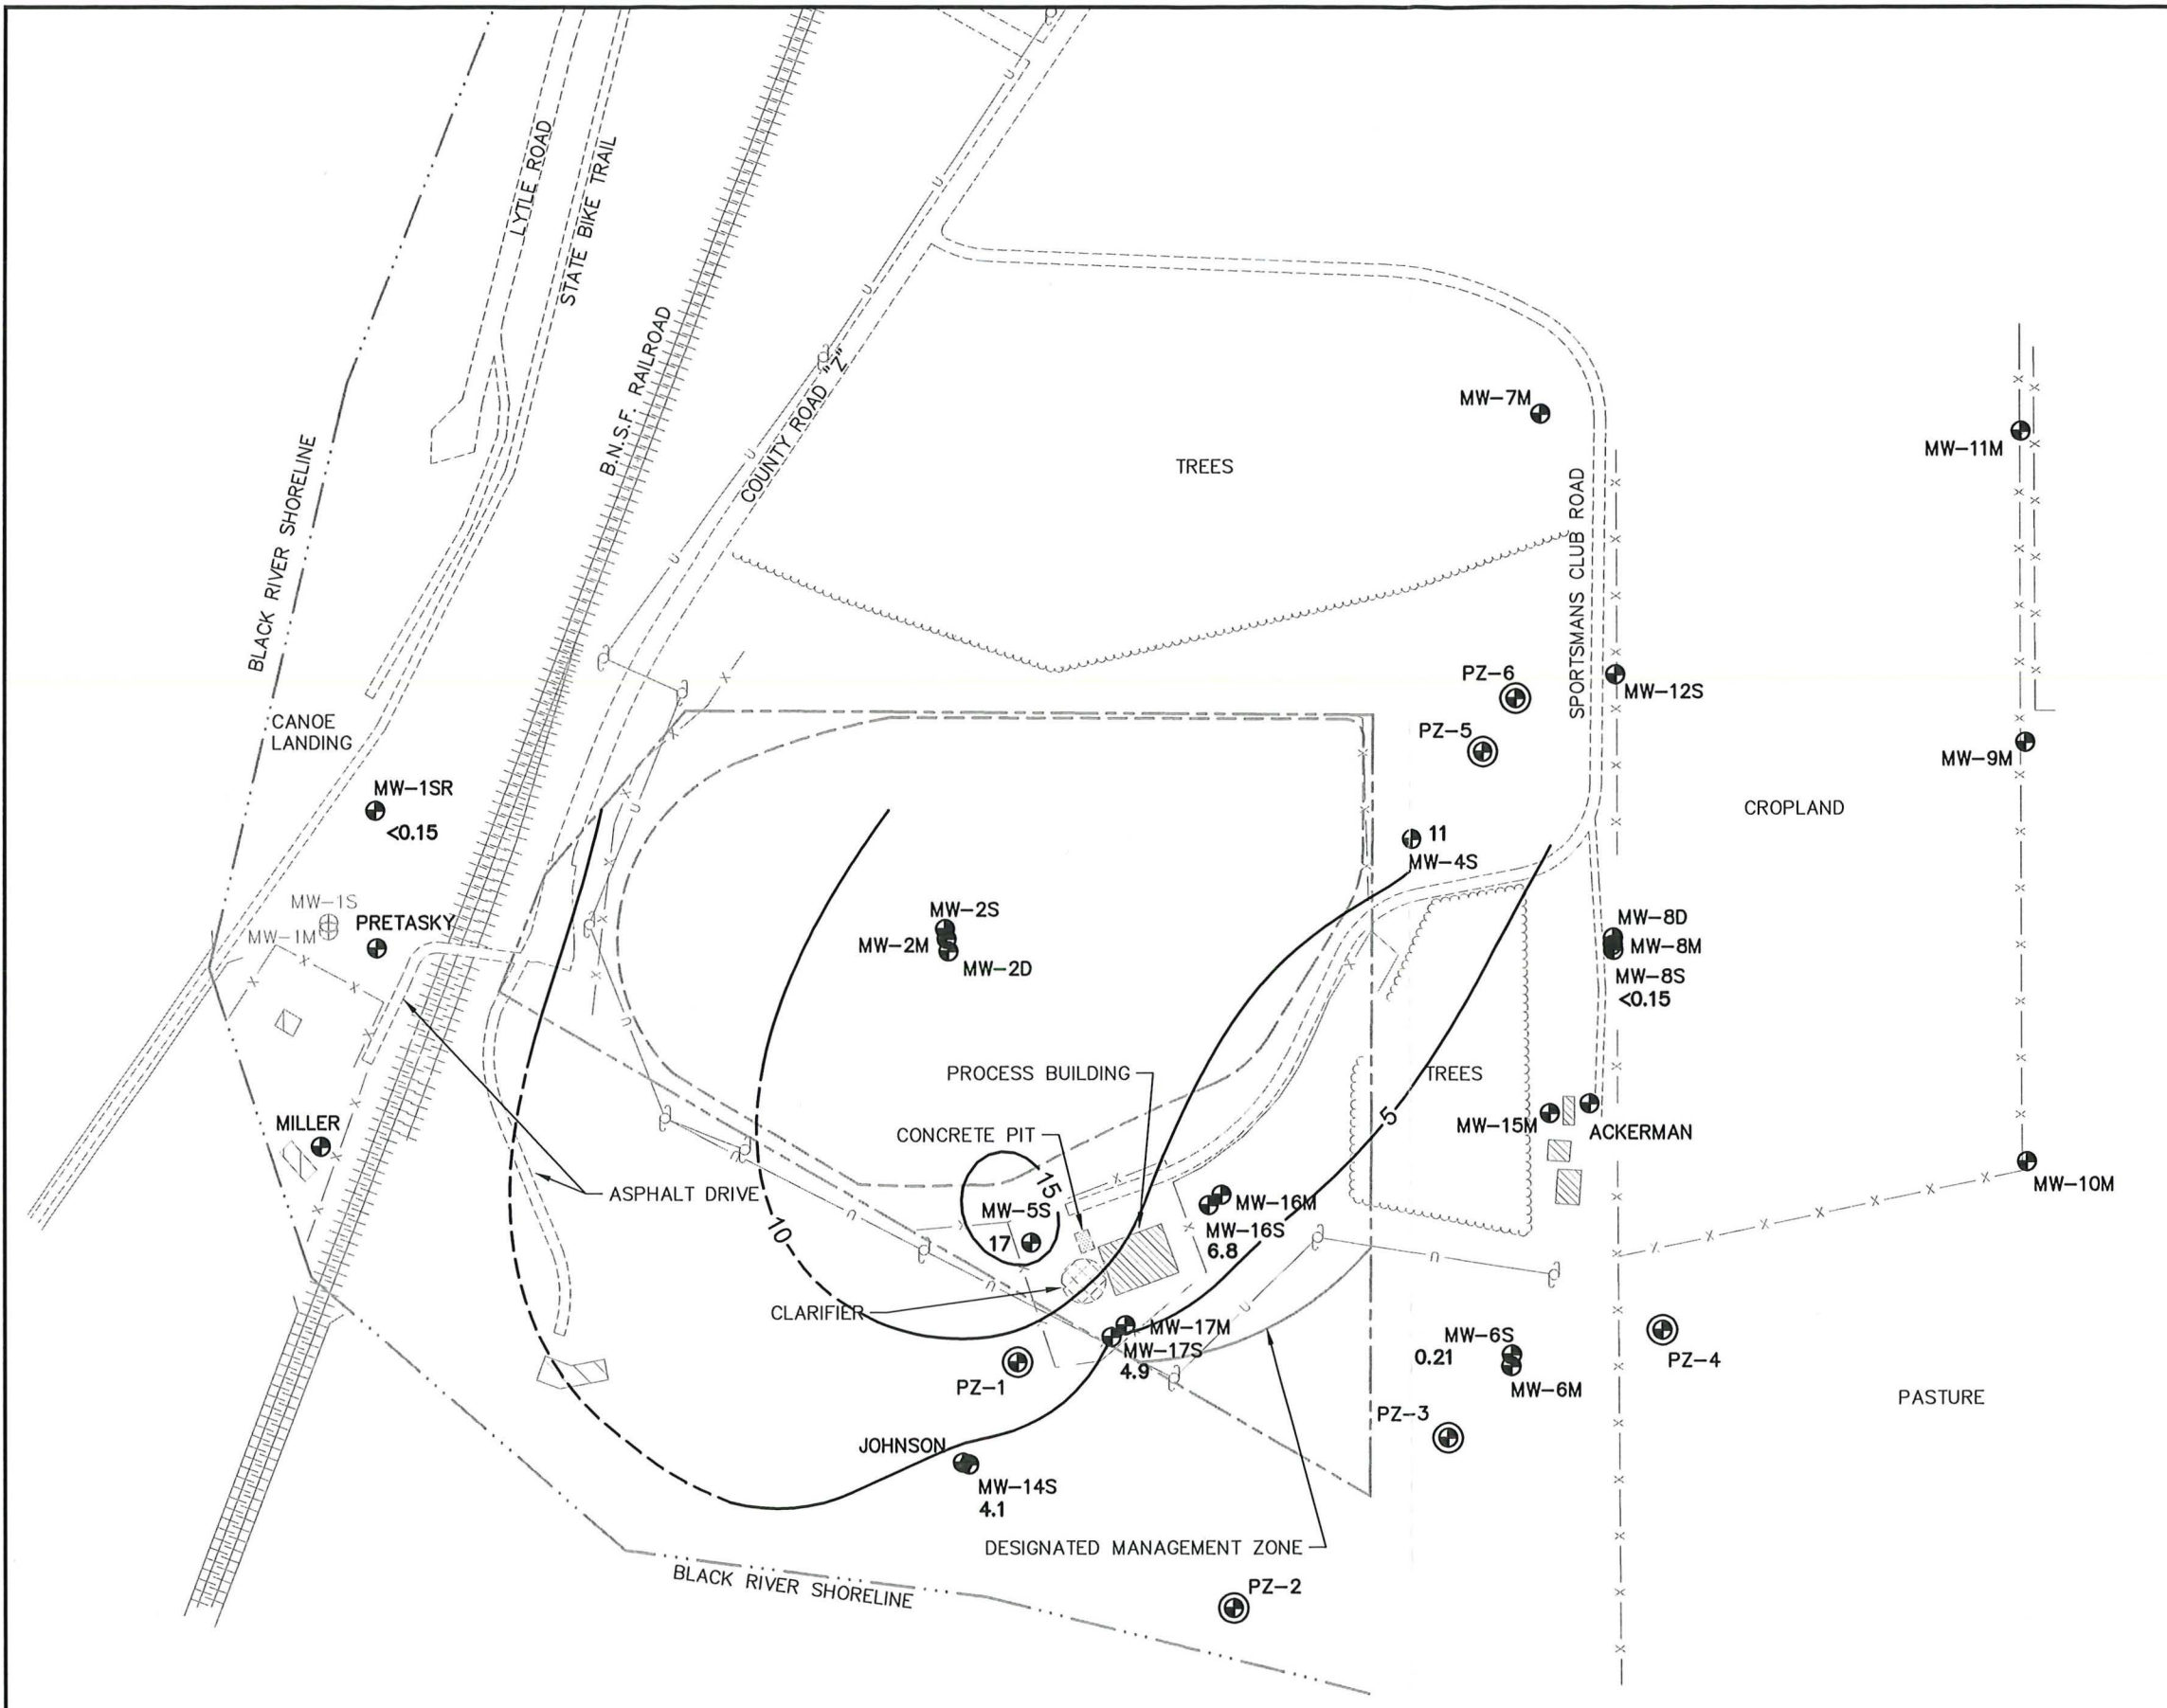 LYTLE ROAD
STATE BIKE TRAIL
B.N.S.F. RAILROAD
COUNTY ROAD "Z"
BLACK RIVER SHORELINE
TREES
MW-7M
SPORTSMANS CLUB ROAD
MW-11M
PZ-6
MW-12S
PZ-5
MW-9M
CANOE
LANDING
MW-1SR
<0.15
CROPLAND
11
MW-4S
MW-1S
MW-1M
PRETASKY
MW-2S
MW-2M
MW-2D
MW-8D
MW-8M
MW-8S
<0.15
PROCESS BUILDING
TREES
5
MILLER
CONCRETE PIT
MW-15M
ACKERMAN
MW-10M
ASPHALT DRIVE
15
MW-5S
17
MW-16M
MW-16S
6.8
10
CLARIFIER
MW-17M
MW-17S
4.9
MW-6S
0.21
MW-6M
PZ-4
PZ-1
PZ-3
PASTURE
JOHNSON
MW-14S
4.1
DESIGNATED MANAGEMENT ZONE
BLACK RIVER SHORELINE
PZ-2